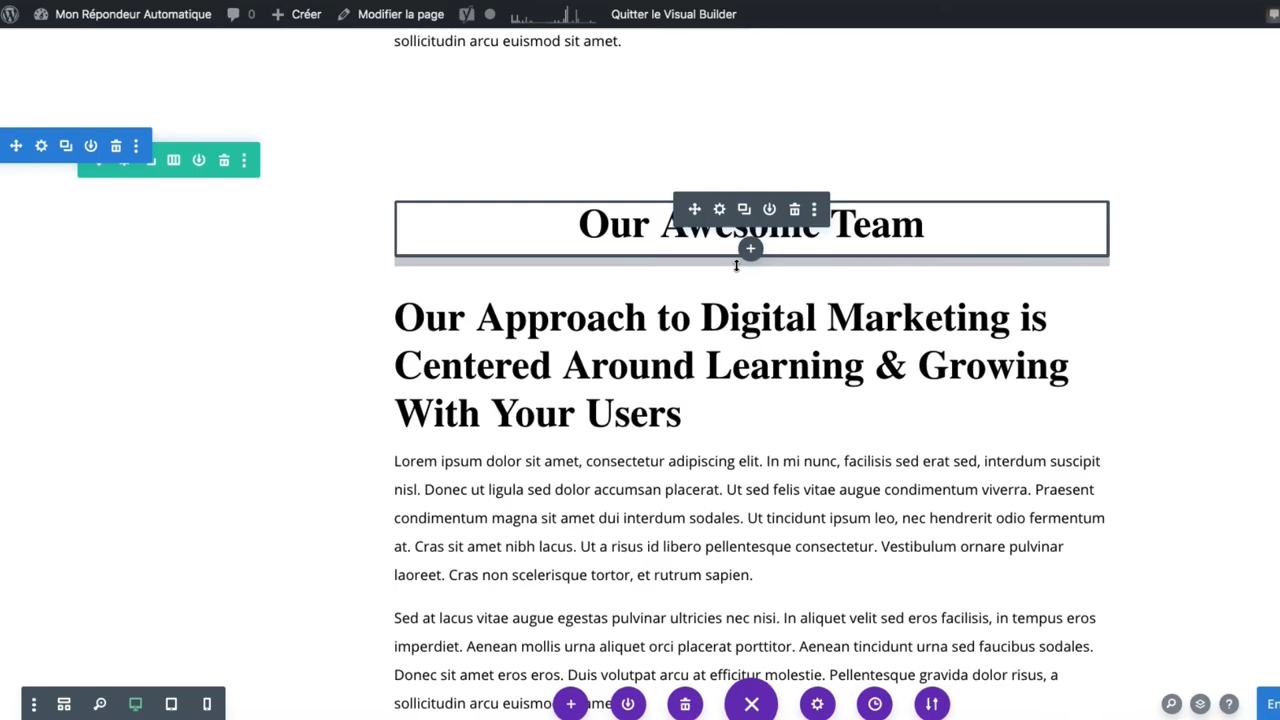 Mon Répondeur Automatique 0 Créer Modifier la page Quitter le Visual Builder
sollicitudin arcu euismod sit amet.
Our Awesome Team
Our Approach to Digital Marketing is
Centered Around Learning & Growing
With Your Users
Lorem ipsum dolor sit amet, consectetur adipiscing elit. In mi nunc, facilisis sed erat sed, interdum suscipit
nisl. Donec ut ligula sed dolor accumsan placerat. Ut sed felis vitae augue condimentum viverra. Praesent
condimentum magna sit amet dui interdum sodales. Ut tincidunt ipsum leo, nec hendrerit odio fermentum
at. Cras sit amet nibh lacus. Ut a risus id libero pellentesque consectetur. Vestibulum ornare pulvinar
laoreet. Cras non scelerisque tortor, et rutrum sapien.
Sed at lacus vitae augue egestas pulvinar ultricies nec nisi. In aliquet velit sed eros facilisis, in tempus eros
imperdiet. Aenean mollis urna aliquet orci placerat porttitor. Aenean tincidunt urna sed faucibus sodales.
Donec sit amet eros eros. Duis volutpat arcu at efficitur molestie. Pellentesque gravida dolor risus, a
sollicitudin arcu